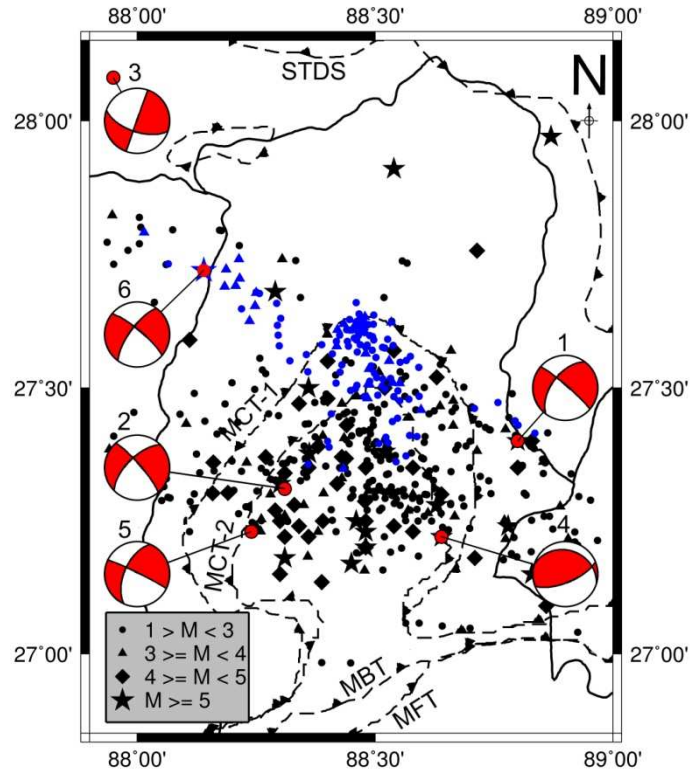 88˚00' 88˚30' 89˚00'
3
STDS
N
28˚00' 28˚00'
6
1
27˚30' 27˚30'
MCT-1
2
5
MCT-2
4
1 > M < 3
3 >= M < 4
4 >= M < 5
M >= 5
27˚00' 27˚00'
MBT
MFT
88˚00' 88˚30' 89˚00'